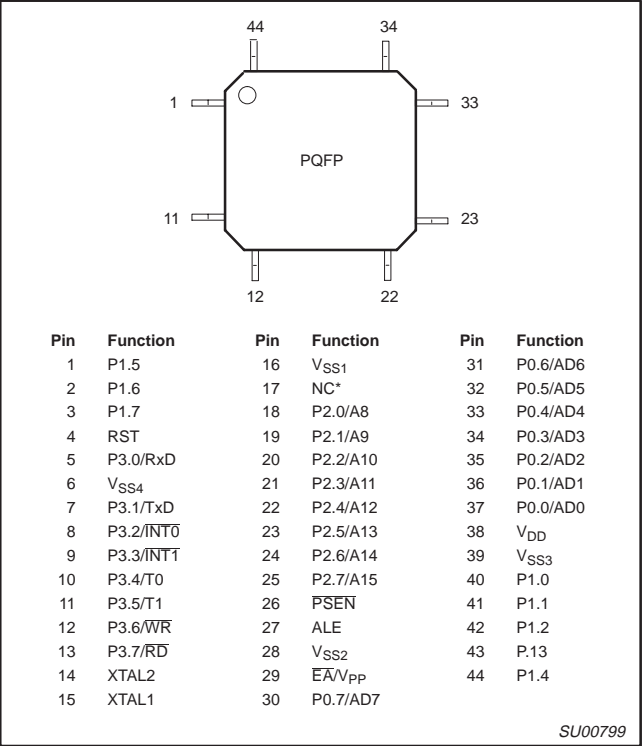 44 34
1 33
PQFP
11 23
12 22
Pin Function Pin Function Pin Function
1 P1.5 16 VSS1 31 P0.6/AD6
2 P1.6 17 NC* 32 P0.5/AD5
3 P1.7 18 P2.0/A8 33 P0.4/AD4
4 RST 19 P2.1/A9 34 P0.3/AD3
5 P3.0/RxD 20 P2.2/A10 35 P0.2/AD2
6 VSS4 21 P2.3/A11 36 P0.1/AD1
7 P3.1/TxD 22 P2.4/A12 37 P0.0/AD0
8 P3.2/I̅N̅T̅0̅ 23 P2.5/A13 38 VDD
9 P3.3/I̅N̅T̅1̅ 24 P2.6/A14 39 VSS3
10 P3.4/T0 25 P2.7/A15 40 P1.0
11 P3.5/T1 26 P̅S̅E̅N̅ 41 P1.1
12 P3.6/W̅R̅ 27 ALE 42 P1.2
13 P3.7/R̅D̅ 28 VSS2 43 P.13
14 XTAL2 29 E̅A̅/VPP 44 P1.4
15 XTAL1 30 P0.7/AD7
SU00799